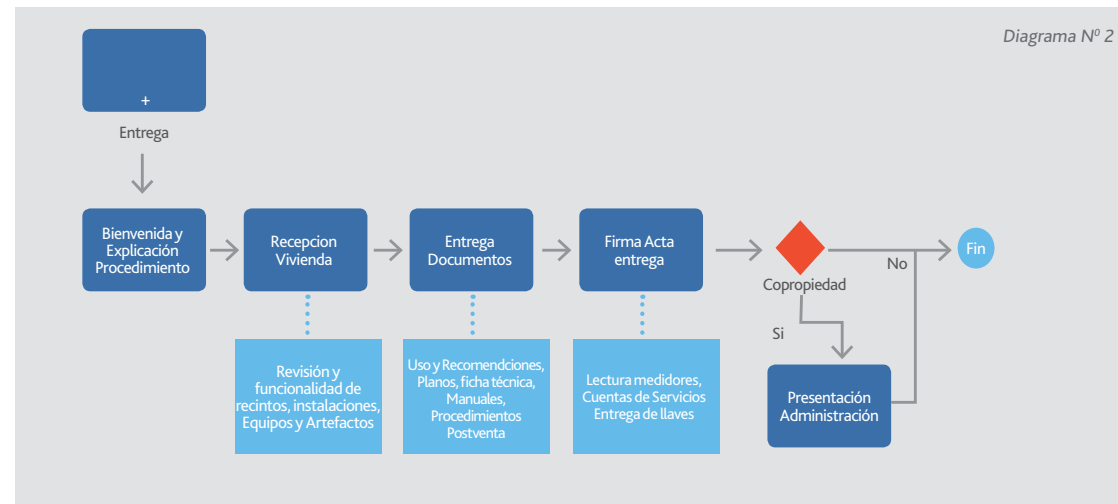 Diagrama Nº 2
+
Entrega
Bienvenida y
Explicación
Procedimiento
Recepcion
Vivienda
Entrega
Documentos
Firma Acta
entrega
Copropiedad
No
Fin
Si
Revisión y
funcionalidad de
recintos, instalaciones,
Equipos y Artefactos
Uso y Recomendciones,
Planos, ficha técnica,
Manuales,
Procedimientos
Postventa
Lectura medidores,
Cuentas de Servicios
Entrega de llaves
Presentación
Administración